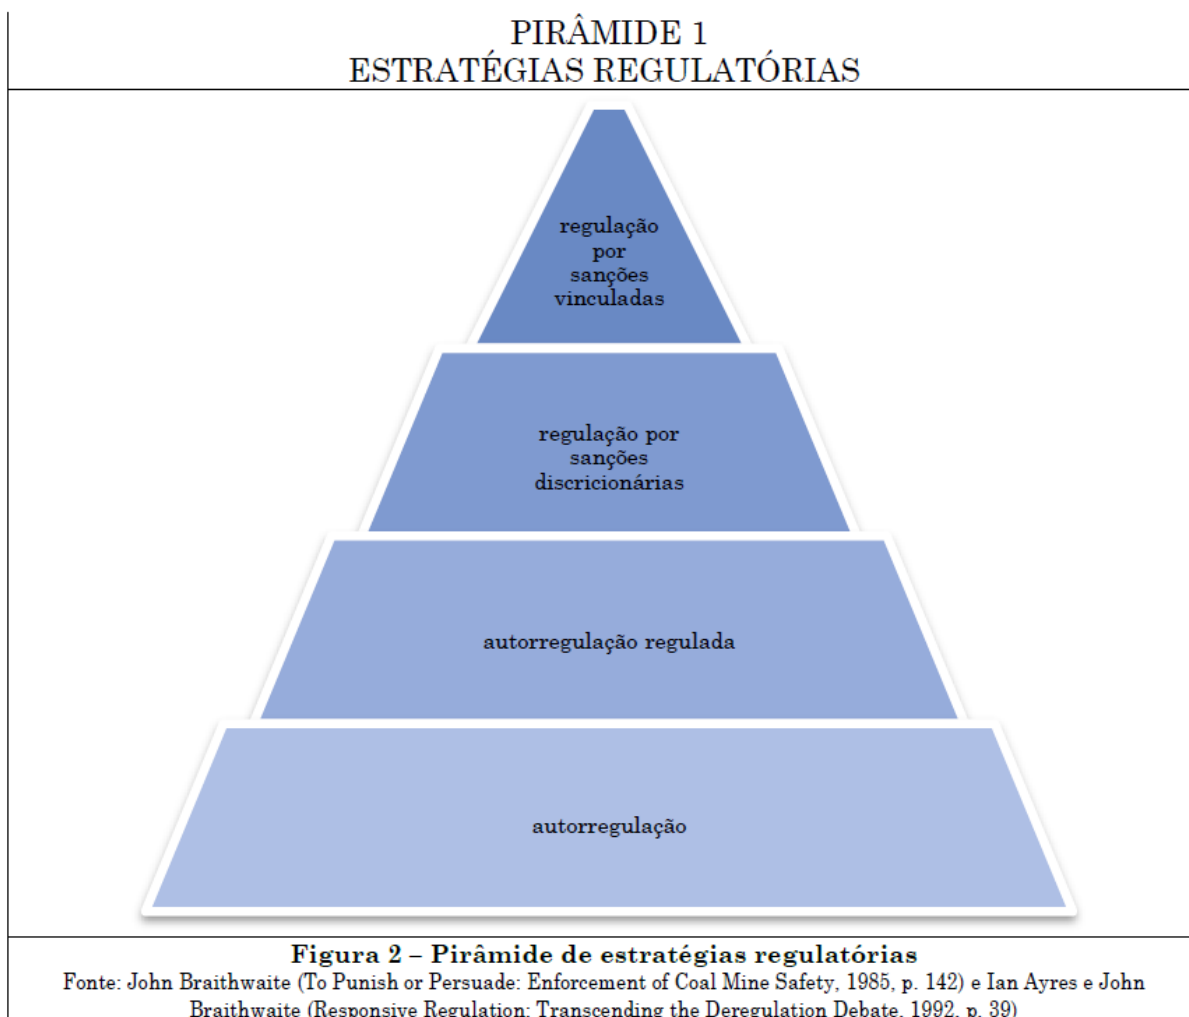 PIRÂMIDE 1
ESTRATÉGIAS REGULATÓRIAS
regulação
por
sanções
vinculadas
regulação por
sanções
discricionárias
autorregulação regulada
autorregulação
Figura 2 – Pirâmide de estratégias regulatórias
Fonte: John Braithwaite (To Punish or Persuade: Enforcement of Coal Mine Safety, 1985, p. 142) e Ian Ayres e John
Braithwaite (Responsive Regulation: Transcending the Deregulation Debate, 1992, p. 39)